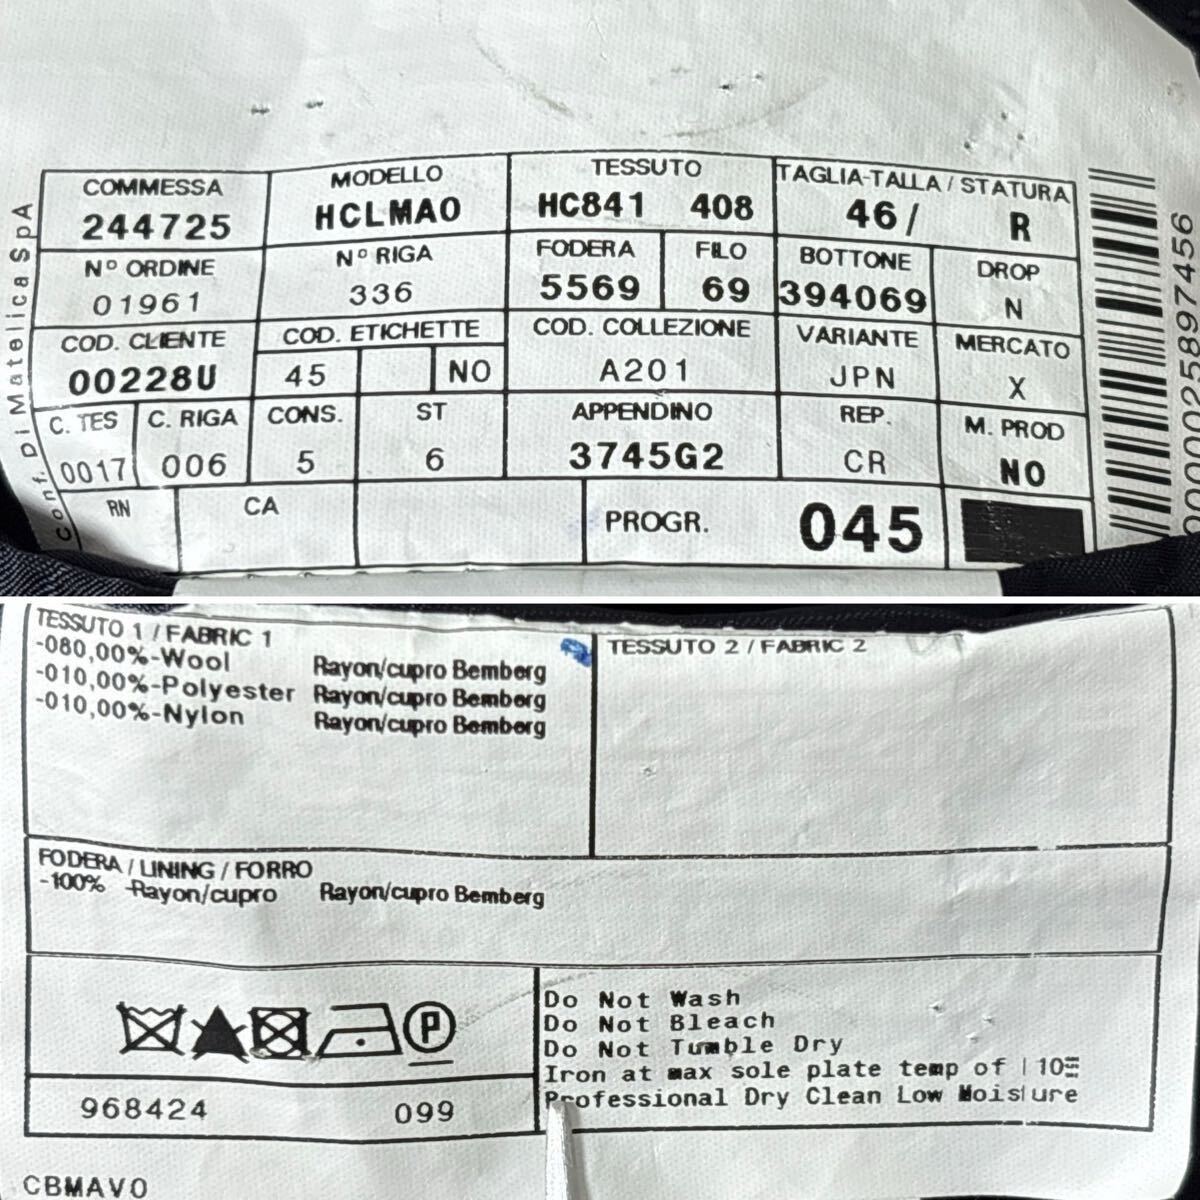 Conf. Di Matelica SpA
COMMESSA MODELLO TESSUTO TAGLIA-TALLA / STATURA
244725 HCLMAO HC841 408 46/ R
Nº ORDINE Nº RIGA FODERA FILO BOTTONE DROP
01961 336 5569 69 394069 N
COD. CLIENTE COD. ETICHETTE COD. COLLEZIONE VARIANTE MERCATO
00228U 45 NO A201 JPN X
C. TES C. RIGA CONS. ST APPENDINO REP. M. PROD
0017 006 5 6 3745G2 CR NO
RN CA PROGR. 045
TESSUTO 1 / FABRIC 1
-080,00%-Wool Rayon/cupro Bemberg
-010,00%-Polyester Rayon/cupro Bemberg
-010,00%-Nylon Rayon/cupro Bemberg
TESSUTO 2 / FABRIC 2
FODERA / LINING / FORRO
-100% -Rayon/cupro Rayon/cupro Bemberg
P
Do Not Wash
Do Not Bleach
Do Not Tumble Dry
Iron at max sole plate temp of 110
Professional Dry Clean Low Moisture
968424 099
CBMAVO